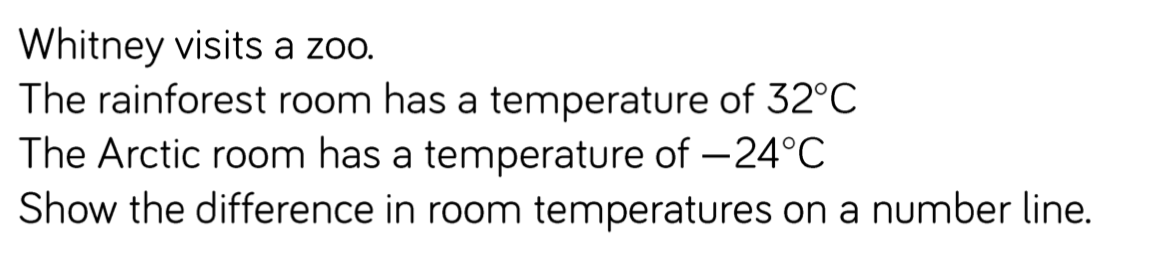 Whitney visits a zoo.
The rainforest room has a temperature of 32°C
The Arctic room has a temperature of −24°C
Show the difference in room temperatures on a number line.